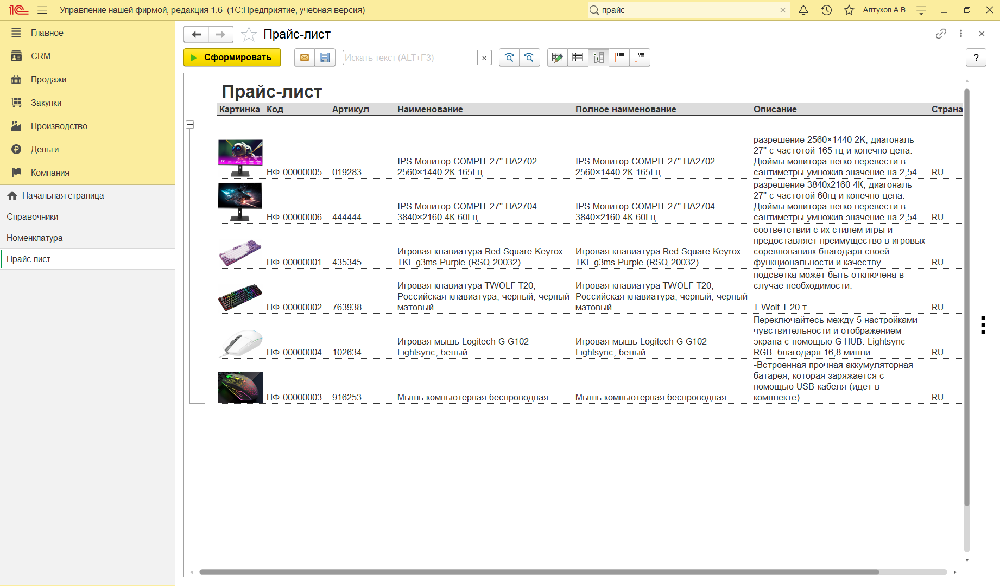 Управление нашей фирмой, редакция 1.6 (1С:Предприятие, учебная версия)
прайс
Алтухов А.В.
Главное
CRM
Продажи
Закупки
Производство
Деньги
Компания
Начальная страница
Справочники
Номенклатура
Прайс-лист
Прайс-лист
Сформировать
Искать текст (ALT+F3)
?
Прайс-лист
Картинка Код Артикул Наименование Полное наименование Описание Страна
разрешение 2560×1440 2K, диагональ
27" с частотой 165 гц и конечно цена.
IPS Монитор COMPIT 27" HA2702 IPS Монитор COMPIT 27" HA2702 Дюймы монитора легко перевести в
НФ-00000005 019283 2560×1440 2К 165Гц 2560×1440 2К 165Гц сантиметры умножив значение на 2,54. RU
разрешение 3840x2160 4К, диагональ
27" с частотой 60гц и конечно цена.
IPS Монитор COMPIT 27" HA2704 IPS Монитор COMPIT 27" HA2704 Дюймы монитора легко перевести в
НФ-00000006 444444 3840×2160 4К 60Гц 3840×2160 4К 60Гц сантиметры умножив значение на 2,54. RU
соответствии с их стилем игры и
предоставляет преимущество в игровых
Игровая клавиатура Red Square Keyrox Игровая клавиатура Red Square Keyrox соревнованиях благодаря своей
НФ-00000001 435345 TKL g3ms Purple (RSQ-20032) TKL g3ms Purple (RSQ-20032) функциональности и качеству. RU
подсветка может быть отключена в
Игровая клавиатура TWOLF T20, Игровая клавиатура TWOLF T20, случае необходимости.
Российская клавиатура, черный, черный Российская клавиатура, черный, черный
НФ-00000002 763938 матовый матовый T Wolf T 20 т RU
Переключайтесь между 5 настройками
чувствительности и отображением
Игровая мышь Logitech G G102 Игровая мышь Logitech G G102 экрана с помощью G HUB. Lightsync
НФ-00000004 102634 Lightsync, белый Lightsync, белый RGB: благодаря 16,8 милли RU
-Встроенная прочная аккумуляторная
батарея, которая заряжается с
помощью USB-кабеля (идет в
НФ-00000003 916253 Мышь компьютерная беспроводная Мышь компьютерная беспроводная комплекте). RU